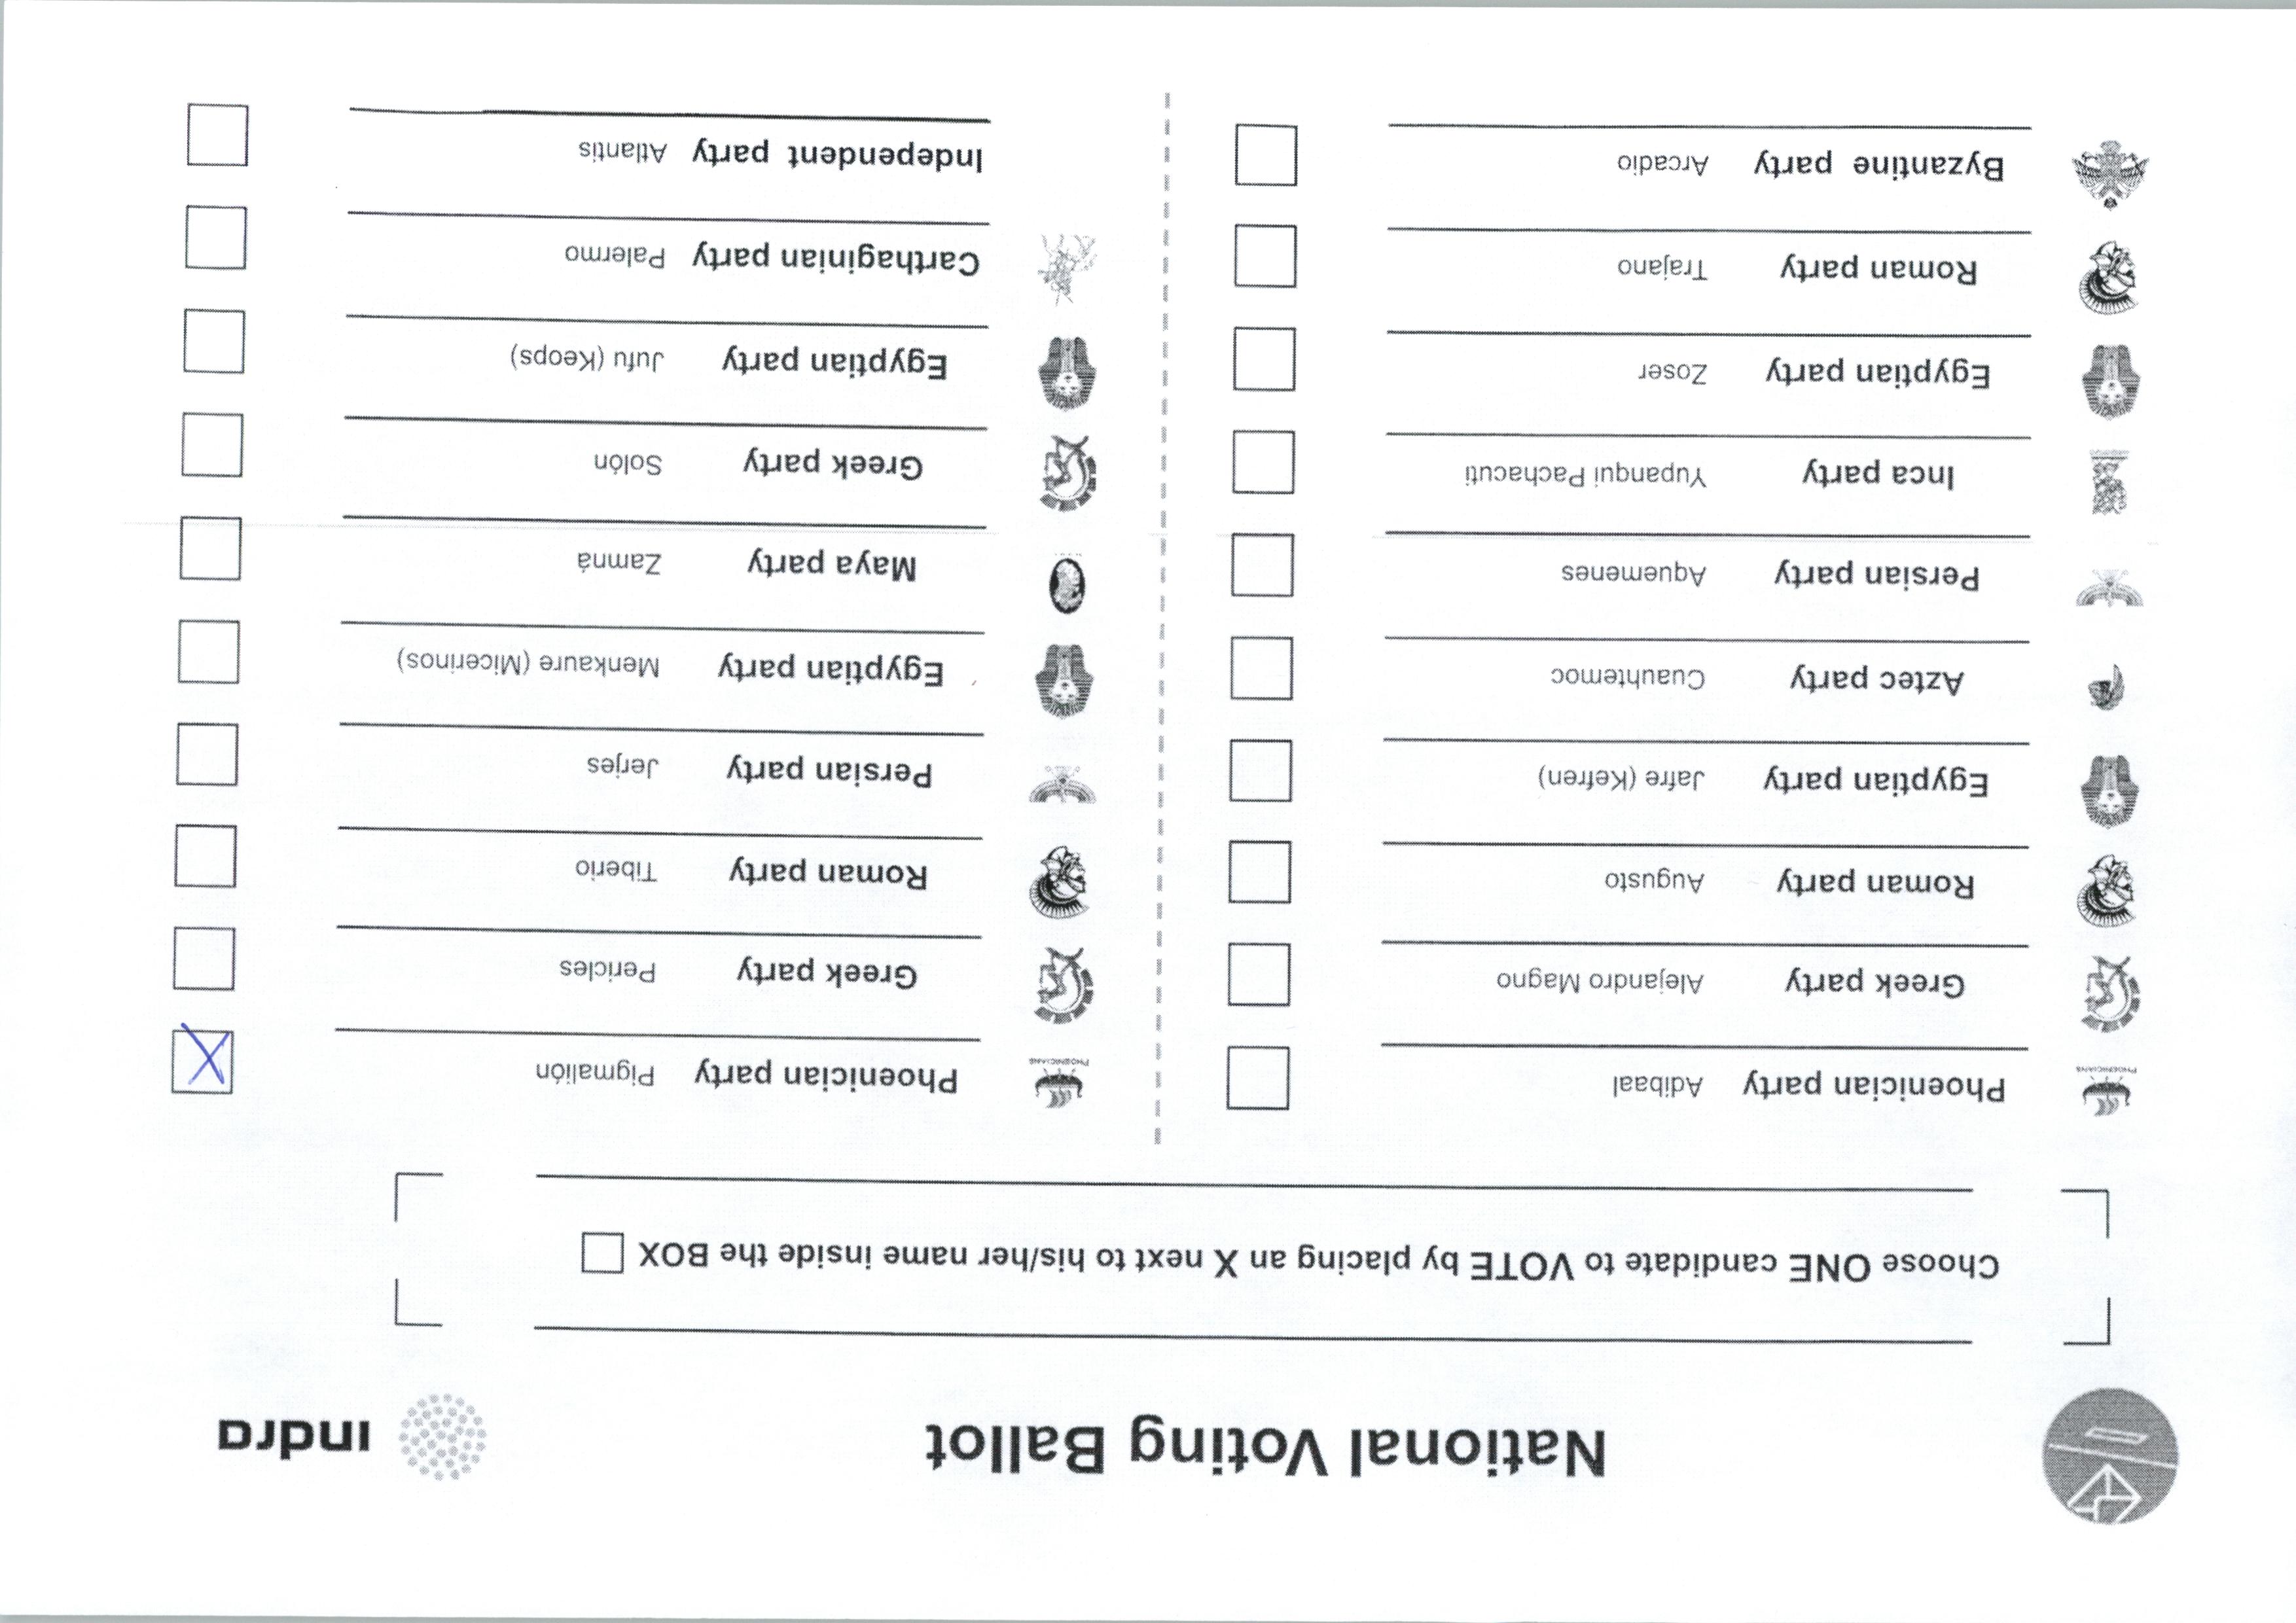 National Voting Ballot
indra
Choose ONE candidate to VOTE by placing an X next to his/her name inside the BOX
PHOENICIANS
Phoenician party Adibaal
Greek party Alejandro Magno
Roman party Augusto
Egyptian party Jafre (Kefren)
Aztec party Cuauhtemoc
Persian party Aquemenes
Inca party Yupanqui Pachacuti
Egyptian party Zoser
Roman party Trajano
Byzantine party Arcadio
PHOENICIANS
Phoenician party Pigmalión X
Greek party Pericles
Roman party Tiberio
Persian party Jerjes
Egyptian party Menkaure (Micerinos)
Maya party Zamná
Greek party Solón
Egyptian party Jufu (Keops)
Carthaginian party Palermo
Independent party Atlantis